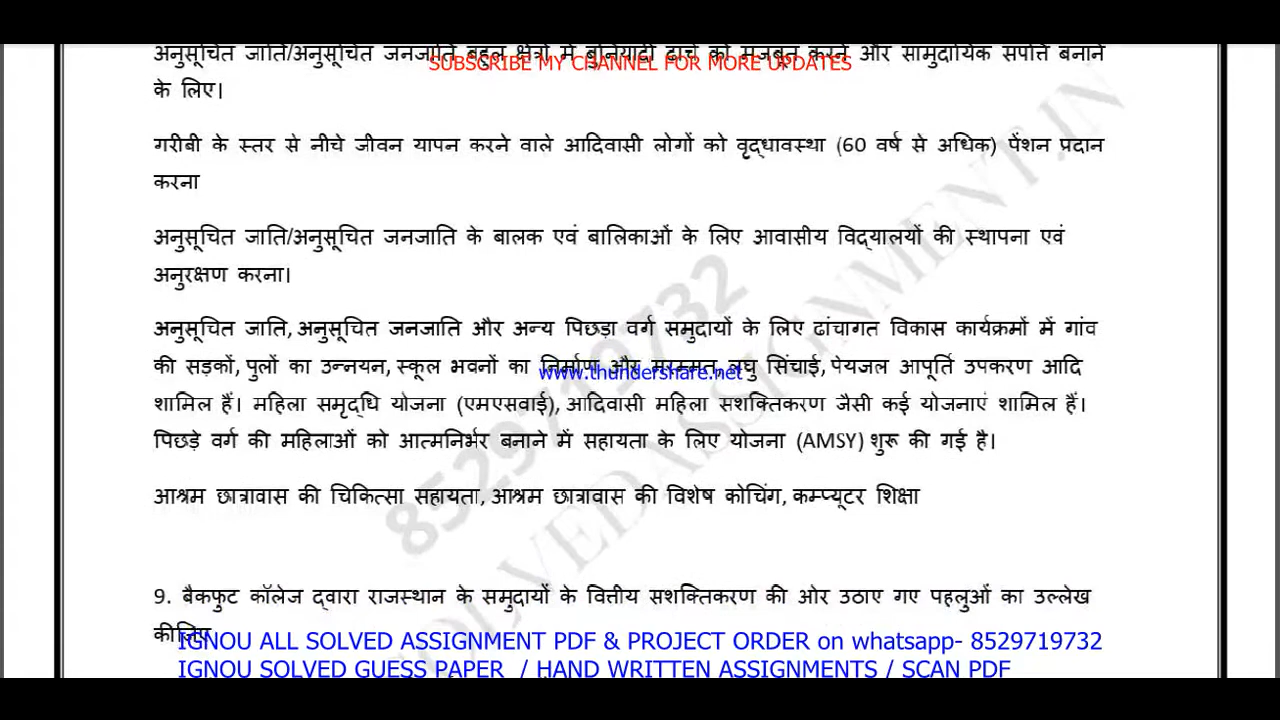 अनुसूचित जाति/अनुसूचित जनजाति बहुल क्षेत्रों में बुनियादी ढांचे को मजबूत करने और सामुदायिक संपत्ति बनाने
SUBSCRIBE MY CHANNEL FOR MORE UPDATES
के लिए।
गरीबी के स्तर से नीचे जीवन यापन करने वाले आदिवासी लोगों को वृद्धावस्था (60 वर्ष से अधिक) पेंशन प्रदान
करना
अनुसूचित जाति/अनुसूचित जनजाति के बालक एवं बालिकाओं के लिए आवासीय विद्यालयों की स्थापना एवं
अनुरक्षण करना।
अनुसूचित जाति, अनुसूचित जनजाति और अन्य पिछड़ा वर्ग समुदायों के लिए ढांचागत विकास कार्यक्रमों में गांव
की सड़कों, पुलों का उन्नयन, स्कूल भवनों का निर्माण और मरम्मत, लघु सिंचाई, पेयजल आपूर्ति उपकरण आदि
www.thundershare.net
शामिल हैं। महिला समृद्धि योजना (एमएसवाई), आदिवासी महिला सशक्तिकरण जैसी कई योजनाएं शामिल हैं।
पिछड़े वर्ग की महिलाओं को आत्मनिर्भर बनाने में सहायता के लिए योजना (AMSY) शुरू की गई है।
आश्रम छात्रावास की चिकित्सा सहायता, आश्रम छात्रावास की विशेष कोचिंग, कम्प्यूटर शिक्षा
9. बैकफुट कॉलेज द्वारा राजस्थान के समुदायों के वित्तीय सशक्तिकरण की ओर उठाए गए पहलुओं का उल्लेख
कीजिए
IGNOU ALL SOLVED ASSIGNMENT PDF & PROJECT ORDER on whatsapp- 8529719732
IGNOU SOLVED GUESS PAPER / HAND WRITTEN ASSIGNMENTS / SCAN PDF
8529719732